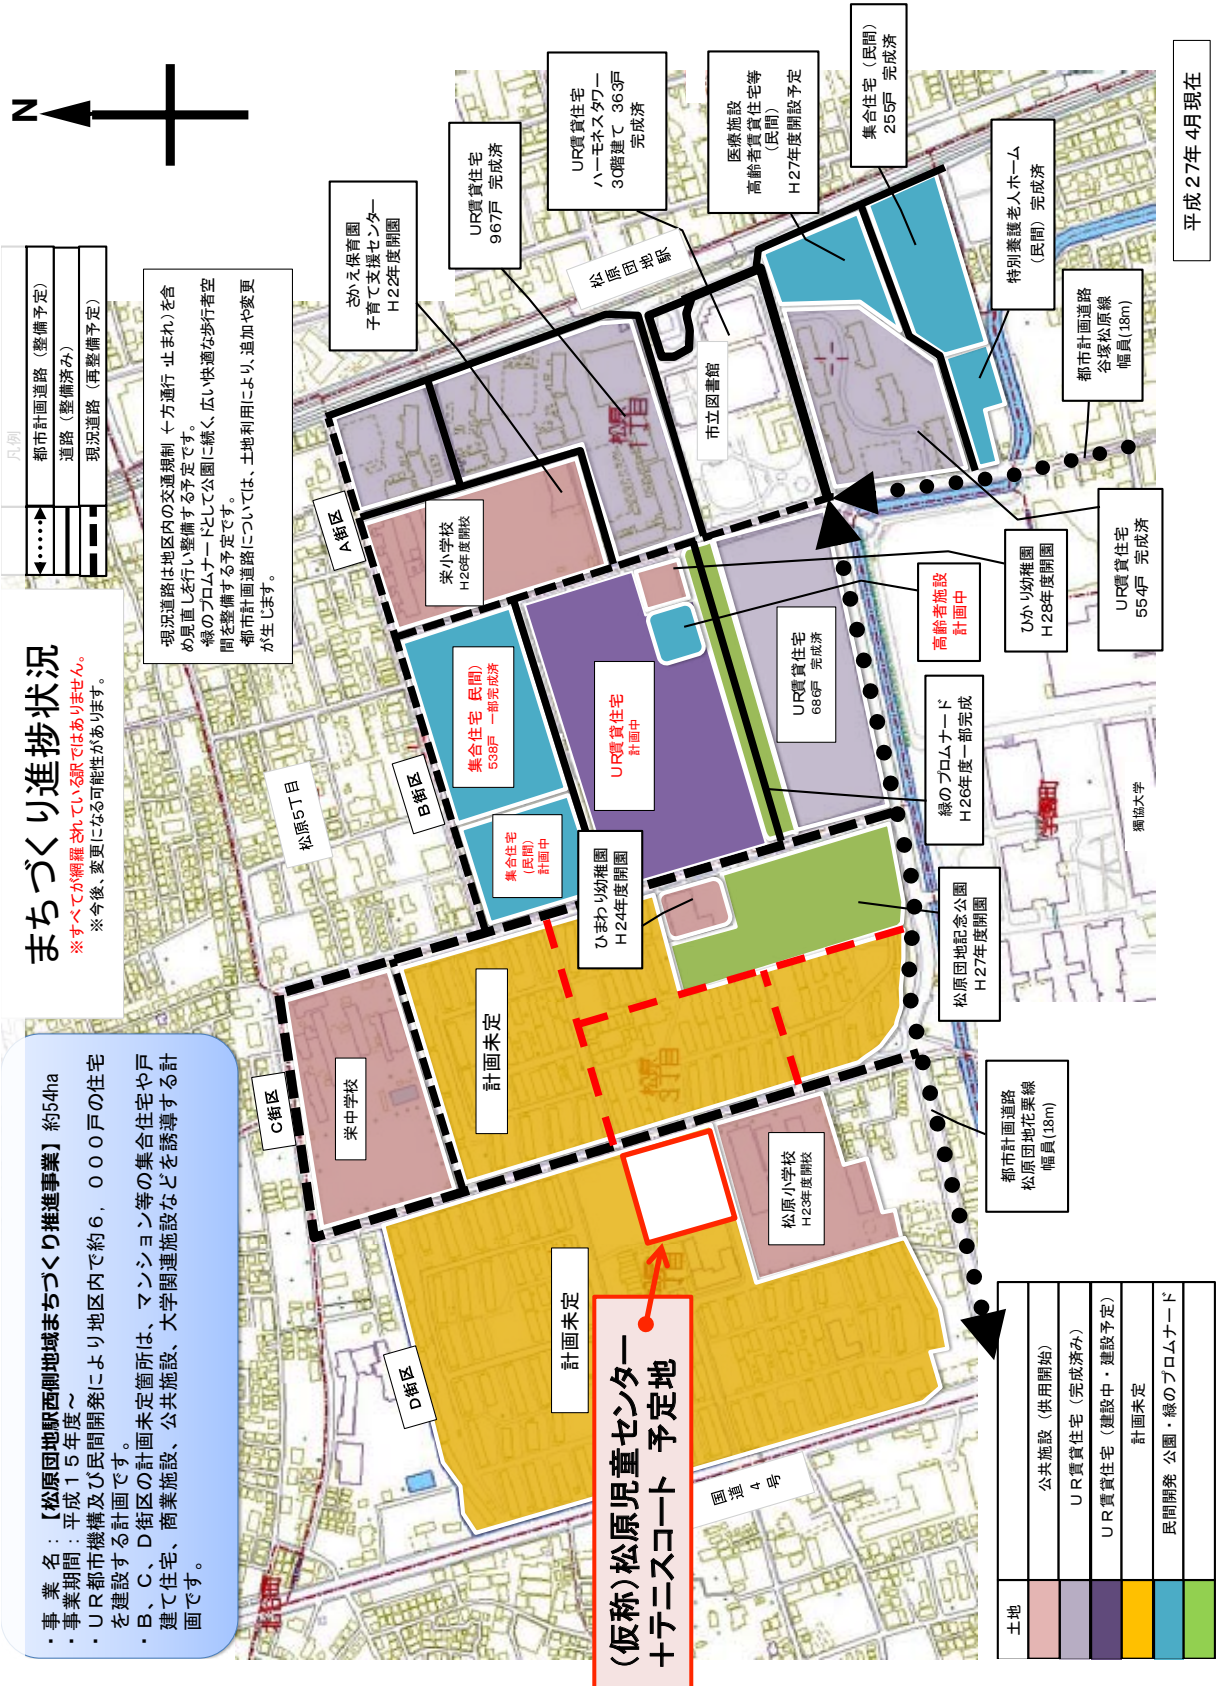 まちづくり進捗状況
※すべてが網羅されている訳ではありません。
※今後、変更になる可能性があります。
・事 業 名：【松原団地駅西側地域まちづくり推進事業】約54ha
・事業期間：平成１５年度～
・ＵＲ都市機構及び民間開発により地区内で約６，０００戸の住宅
を建設する計画です。
・Ｂ、Ｃ、Ｄ街区の計画未定箇所は、マンション等の集合住宅や戸
建て住宅、商業施設、公共施設、大学関連施設などを誘導する計
画です。
凡例
都市計画道路（整備予定）
道路（整備済み）
現況道路（再整備予定）
・現況道路は地区内の交通規制（一方通行・止まれ）を含
め見直しを行い整備する予定です。
・緑のプロムナードとして公園に続く、広い快適な歩行者空
間を整備する予定です。
・都市計画道路については、土地利用により、追加や変更
が生じます。
N
さかえ保育園
子育て支援センター
H22年度開園
UR賃貸住宅
967戸 完成済
UR賃貸住宅
ハーモネスタワー
30階建て 363戸
完成済
医療施設
高齢者賃貸住宅等
（民間）
H27年度開設予定
集合住宅（民間）
255戸 完成済
平成 27年 4月現在
特別養護老人ホーム
（民間）完成済
都市計画道路
谷塚松原線
幅員(18m)
UR賃貸住宅
554戸 完成済
ひかり幼稚園
H28年度開園
高齢者施設
計画中
緑のプロムナード
H26年度一部完成
松原団地記念公園
H27年度開園
都市計画道路
松原団地花栗線
幅員(18m)
松原団地駅
市立図書館
松原
一丁目
A街区
栄小学校
H26年度開校
B街区
集合住宅（民間）
538戸 一部完成済
集合住宅
（民間）
計画中
UR賃貸住宅
計画中
UR賃貸住宅
686戸 完成済
ひまわり幼稚園
H24年度開園
松原5丁目
C街区
栄中学校
計画未定
松原
3丁目
松原小学校
H23年度開校
D街区
計画未定
国道4号
獨協大学
（仮称）松原児童センター
＋テニスコート 予定地
土地
公共施設（供用開始）
ＵＲ賃貸住宅（完成済み）
ＵＲ賃貸住宅（建設中・建設予定）
計画未定
民間開発 公園・緑のプロムナード